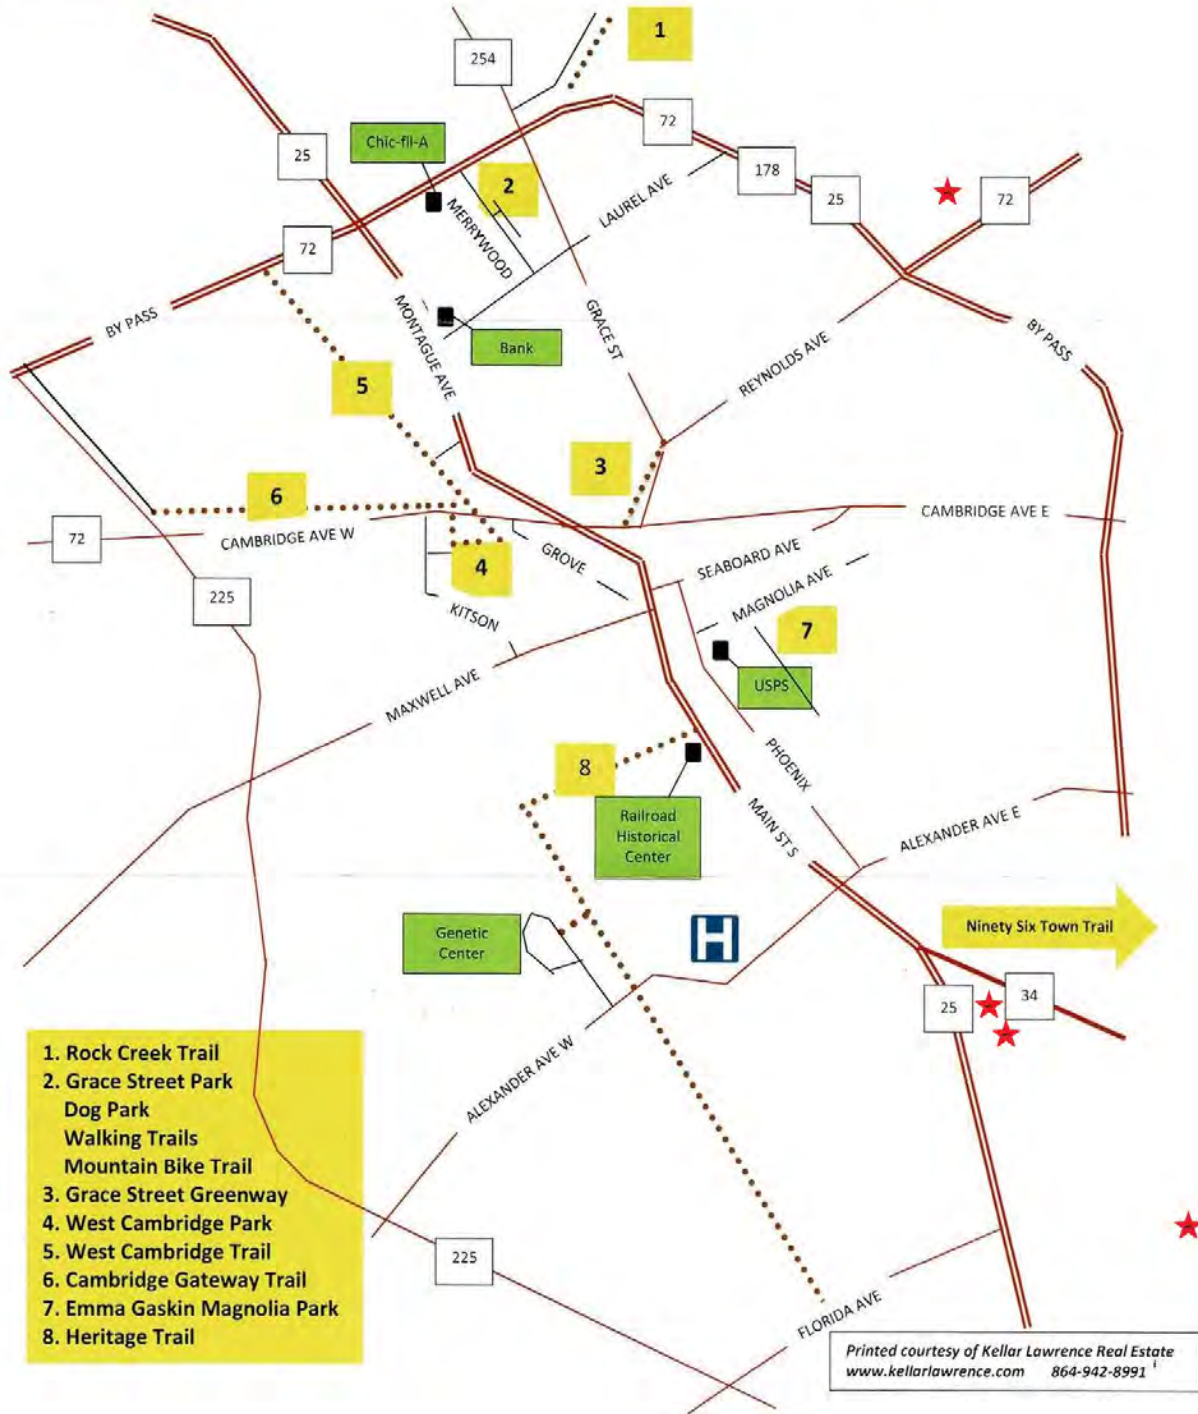 1
254
72
25
Chic-fil-A
178
2
LAUREL AVE
25
72
MERRYWOOD
72
BY PASS
MONTAGUE AVE
GRACE ST
BY PASS
Bank
REYNOLDS AVE
5
3
6
CAMBRIDGE AVE E
72
CAMBRIDGE AVE W
GROVE
SEABOARD AVE
4
MAGNOLIA AVE
225
KITSON
7
USPS
MAXWELL AVE
PHOENIX
8
Railroad
Historical
Center
MAIN ST S
ALEXANDER AVE E
Genetic
Center
H
Ninety Six Town Trail
25
34
ALEXANDER AVE W
1. Rock Creek Trail
2. Grace Street Park
Dog Park
Walking Trails
Mountain Bike Trail
3. Grace Street Greenway
4. West Cambridge Park
5. West Cambridge Trail
6. Cambridge Gateway Trail
7. Emma Gaskin Magnolia Park
8. Heritage Trail
225
FLORIDA AVE
Printed courtesy of Kellar Lawrence Real Estate
www.kellarlawrence.com 864-942-8991 i